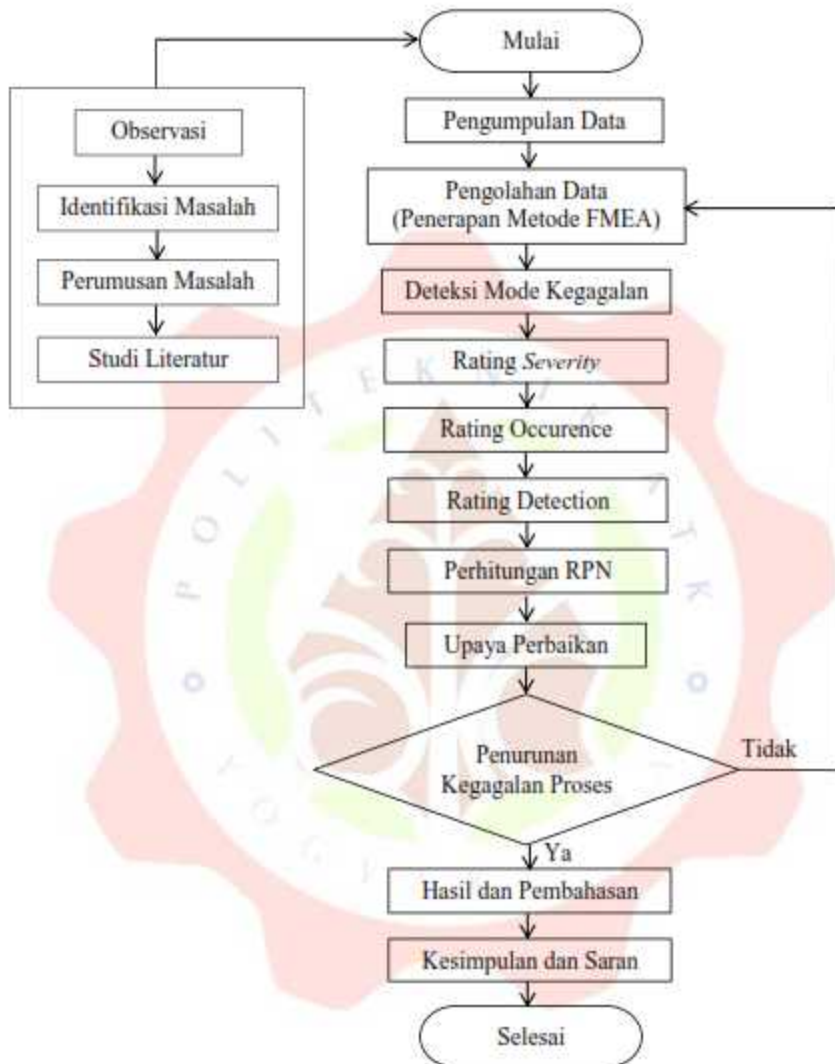 Mulai
Observasi
Identifikasi Masalah
Perumusan Masalah
Studi Literatur
Pengumpulan Data
Pengolahan Data
(Penerapan Metode FMEA)
Deteksi Mode Kegagalan
Rating Severity
Rating Occurence
Rating Detection
Perhitungan RPN
Upaya Perbaikan
Penurunan
Kegagalan Proses
Tidak
Ya
Hasil dan Pembahasan
Kesimpulan dan Saran
Selesai
POLITEKNIK ATK